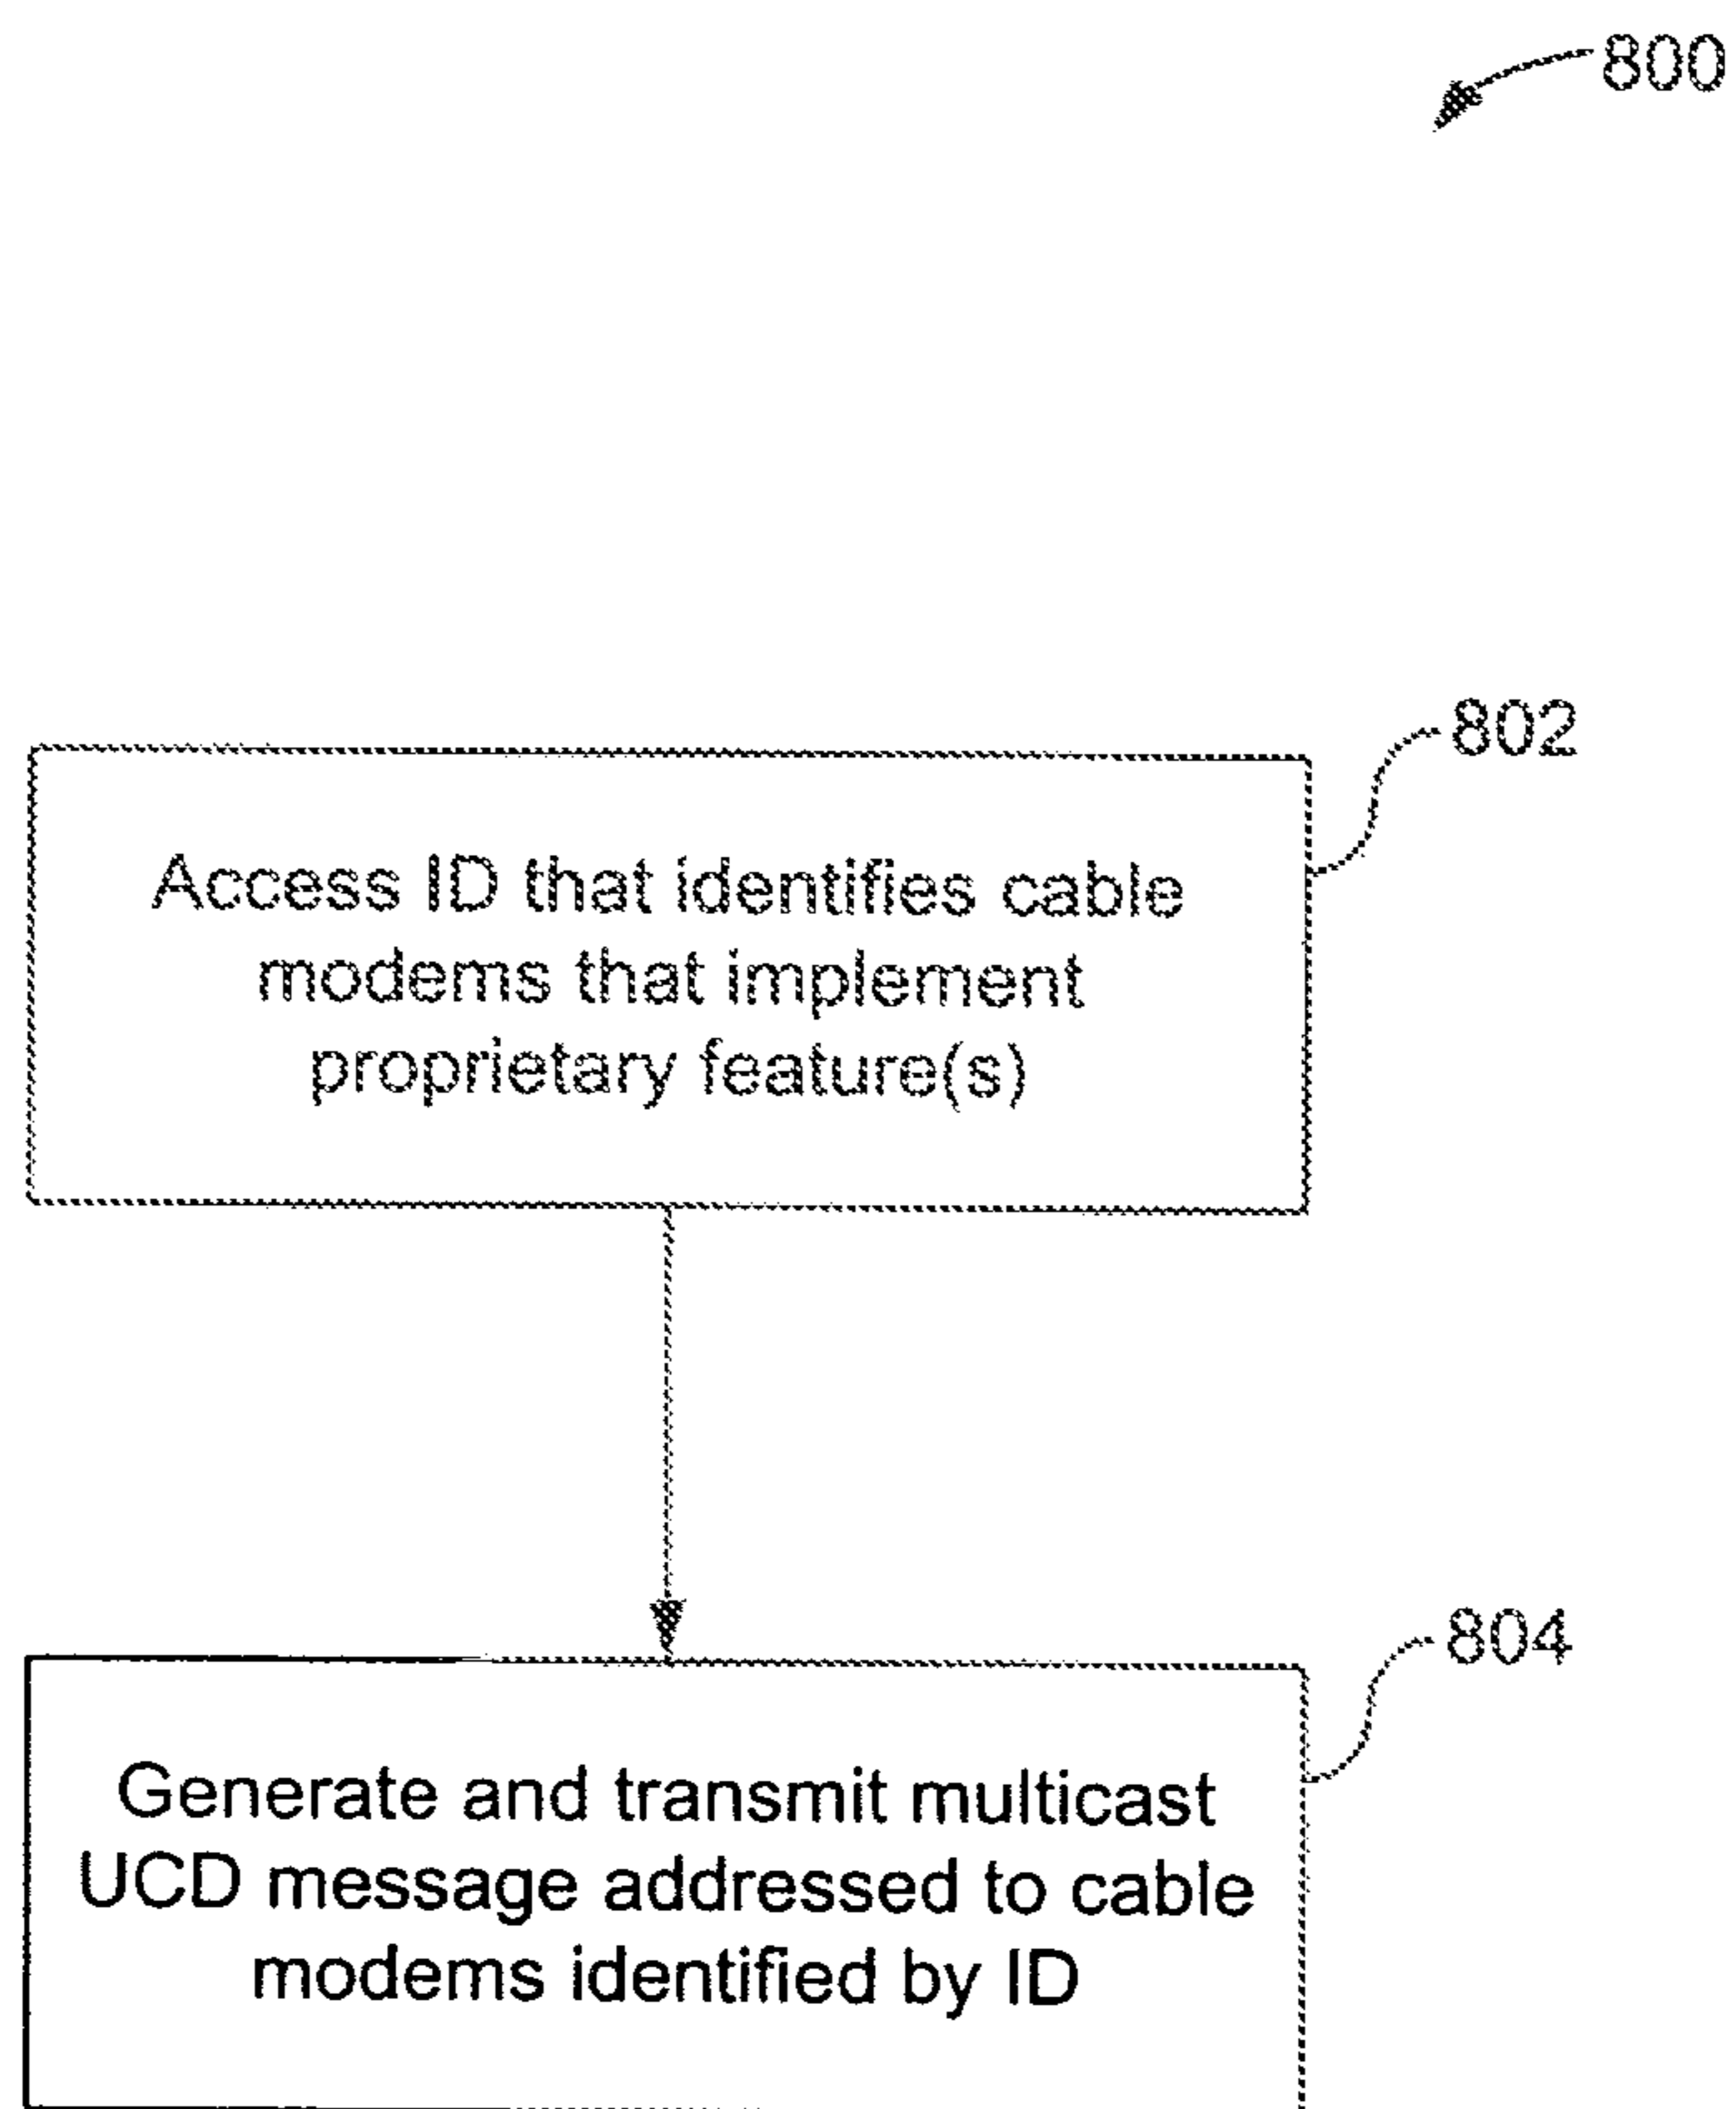 800
802
Access ID that identifies cable
modems that implement
proprietary feature(s)
804
Generate and transmit multicast
UCD message addressed to cable
modems identified by ID